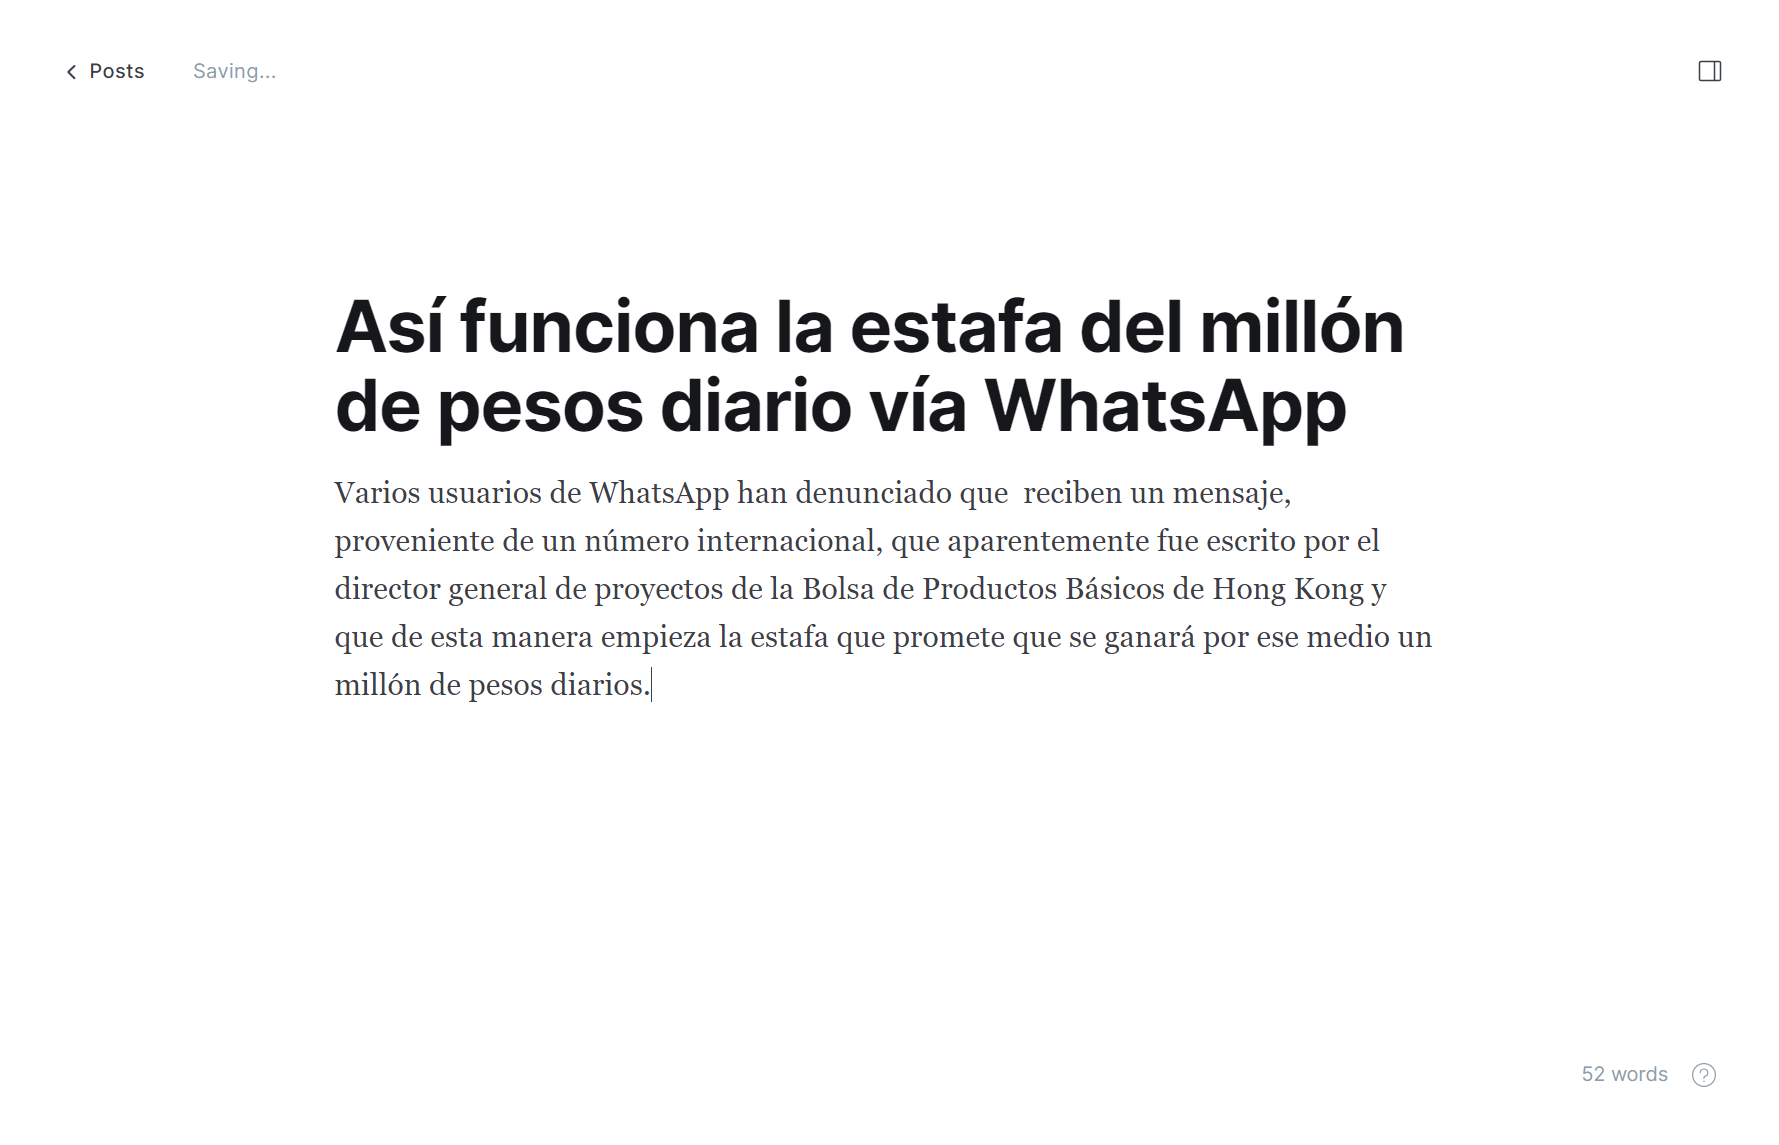 Posts
Saving...
Así funciona la estafa del millón
de pesos diario vía WhatsApp
Varios usuarios de WhatsApp han denunciado que  reciben un mensaje,
proveniente de un número internacional, que aparentemente fue escrito por el
director general de proyectos de la Bolsa de Productos Básicos de Hong Kong y
que de esta manera empieza la estafa que promete que se ganará por ese medio un
millón de pesos diarios.
52 words
?